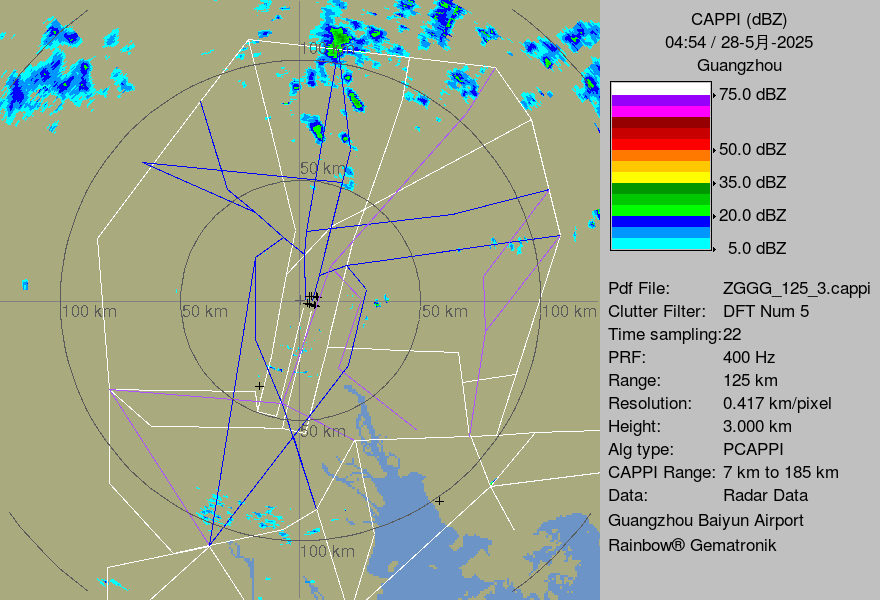 CAPPI (dBZ)
04:54 / 28-5月-2025
Guangzhou
75.0 dBZ
50.0 dBZ
35.0 dBZ
20.0 dBZ
5.0 dBZ
Pdf File: ZGGG_125_3.cappi
Clutter Filter: DFT Num 5
Time sampling:22
PRF: 400 Hz
Range: 125 km
Resolution: 0.417 km/pixel
Height: 3.000 km
Alg type: PCAPPI
CAPPI Range: 7 km to 185 km
Data: Radar Data
Guangzhou Baiyun Airport
Rainbow® Gematronik
100 km
50 km
100 km
50 km
50 km
100 km
50 km
100 km